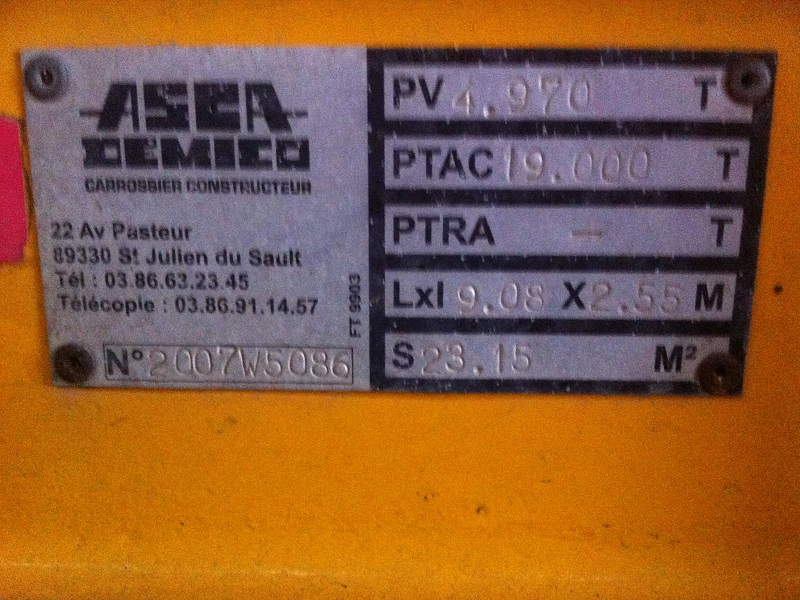 ASCA
DEMICO
CARROSSIER CONSTRUCTEUR
22 Av Pasteur
89330 St Julien du Sault
Tél : 03.86.63.23.45
Télécopie : 03.86.91.14.57
FT 9903
N° 2007W5086
PV 4.970 T
PTAC 19.000 T
PTRA - T
Lxl 9.08 X 2.55 M
S 23.15 M²